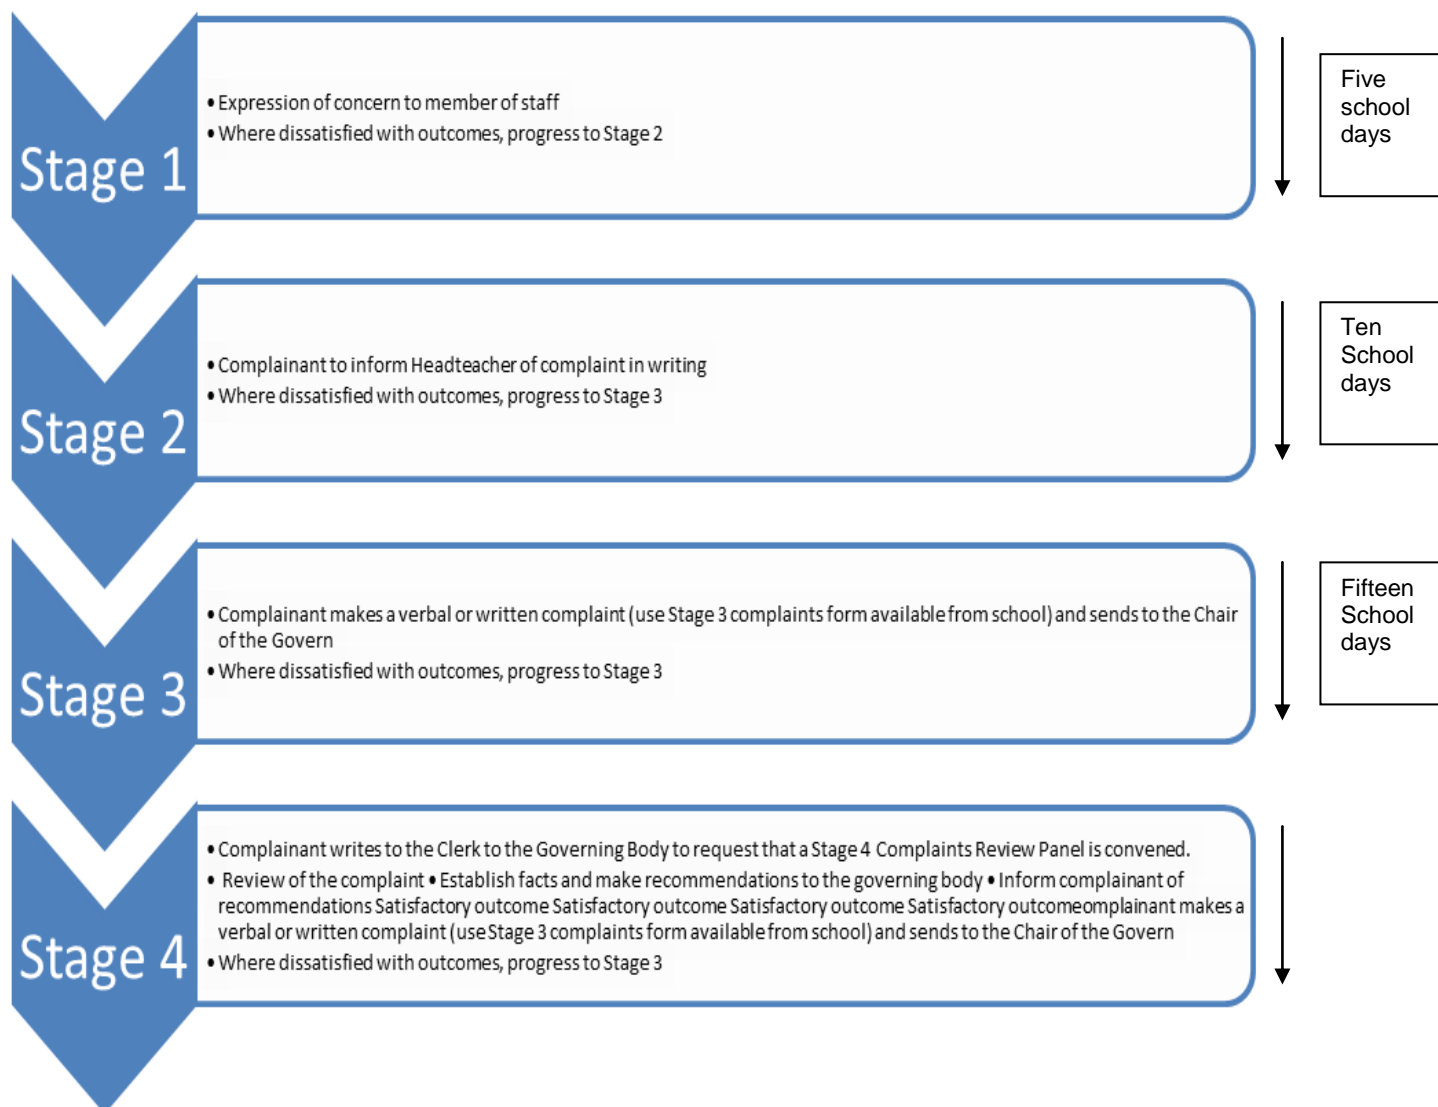 Stage 1
• Expression of concern to member of staff
• Where dissatisfied with outcomes, progress to Stage 2
Five
school
days
Stage 2
• Complainant to inform Headteacher of complaint in writing
• Where dissatisfied with outcomes, progress to Stage 3
Ten
School
days
Stage 3
• Complainant makes a verbal or written complaint (use Stage 3 complaints form available from school) and sends to the Chair
of the Govern
• Where dissatisfied with outcomes, progress to Stage 3
Fifteen
School
days
Stage 4
• Complainant writes to the Clerk to the Governing Body to request that a Stage 4 Complaints Review Panel is convened.
• Review of the complaint • Establish facts and make recommendations to the governing body • Inform complainant of
recommendations Satisfactory outcome Satisfactory outcome Satisfactory outcome Satisfactory outcomeomplainant makes a
verbal or written complaint (use Stage 3 complaints form available from school) and sends to the Chair of the Govern
• Where dissatisfied with outcomes, progress to Stage 3